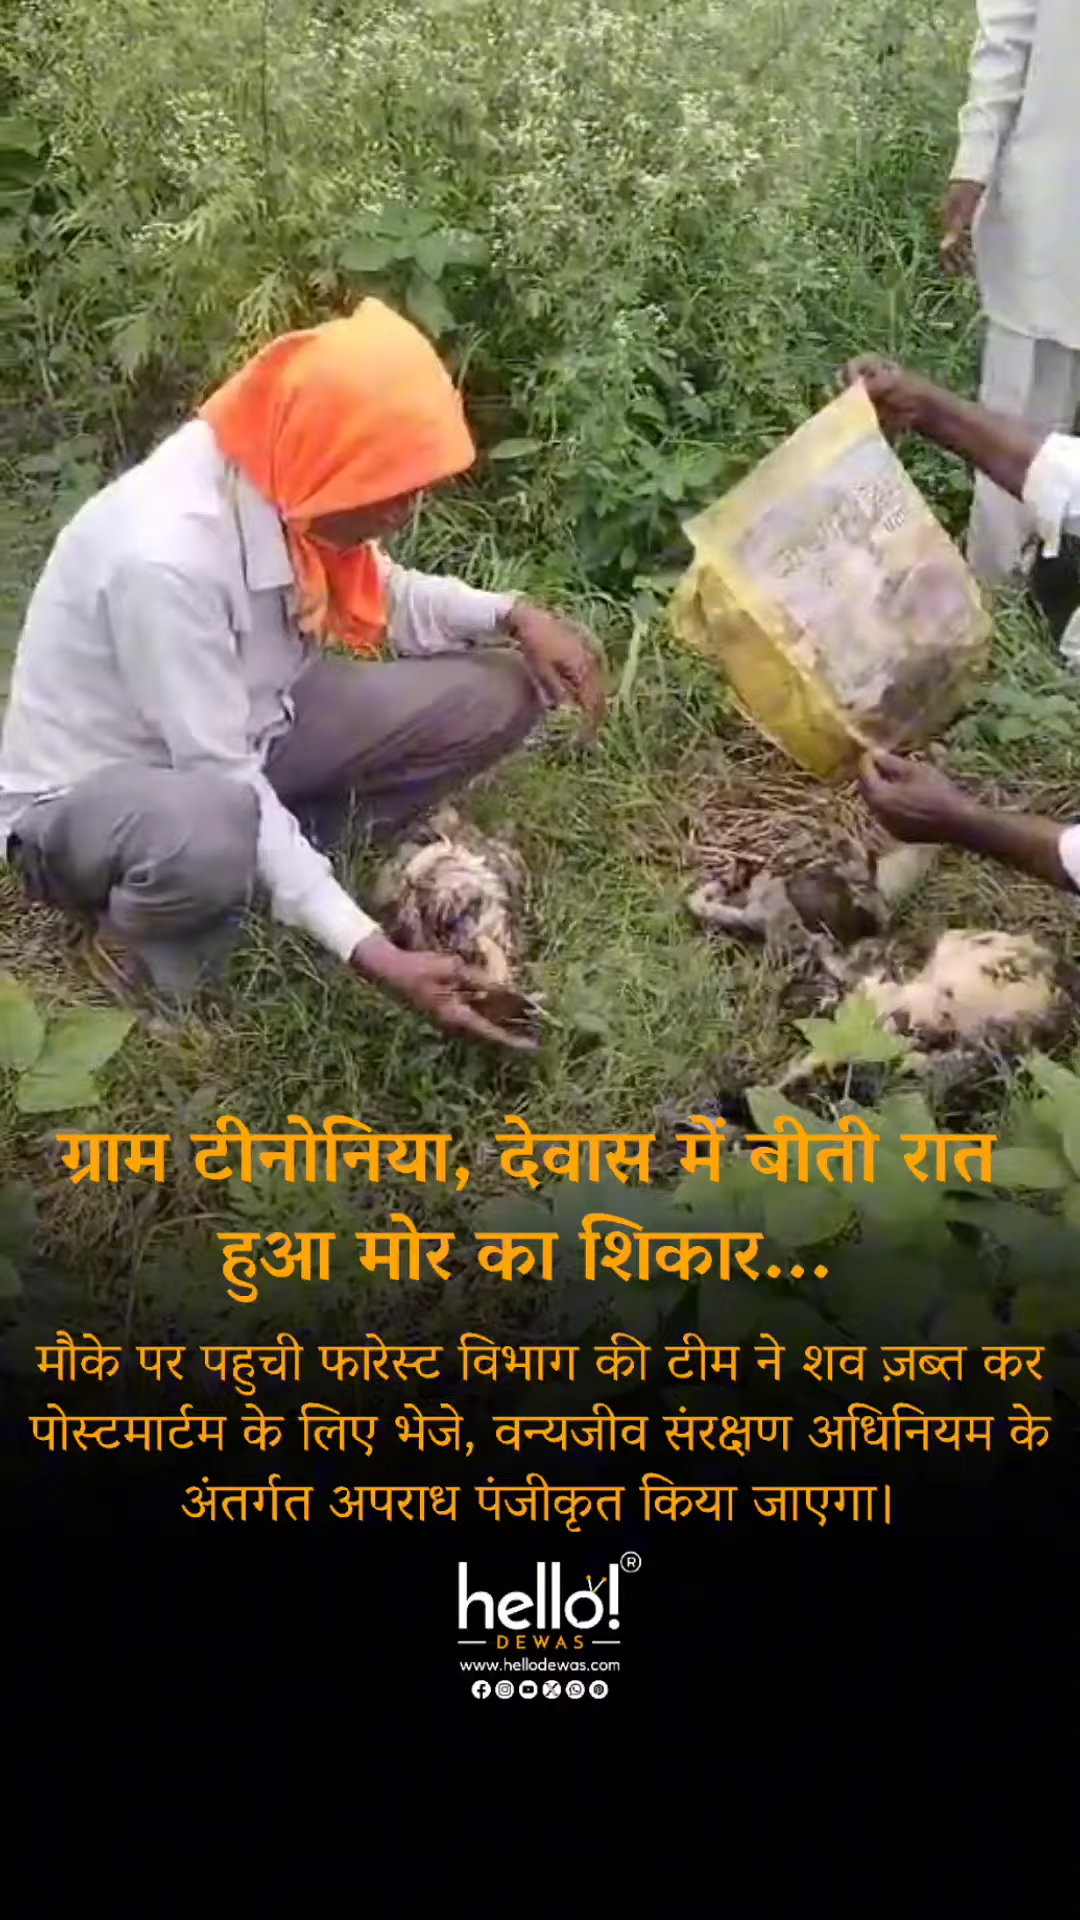 ग्राम टीनोनिया, देवास में बीती रात
हुआ मोर का शिकार...
मौके पर पहुची फारेस्ट विभाग की टीम ने शव ज़ब्त कर
पोस्टमार्टम के लिए भेजे, वन्यजीव संरक्षण अधिनियम के
अंतर्गत अपराध पंजीकृत किया जाएगा।
hello!®
DEWAS
www.hellodewas.com